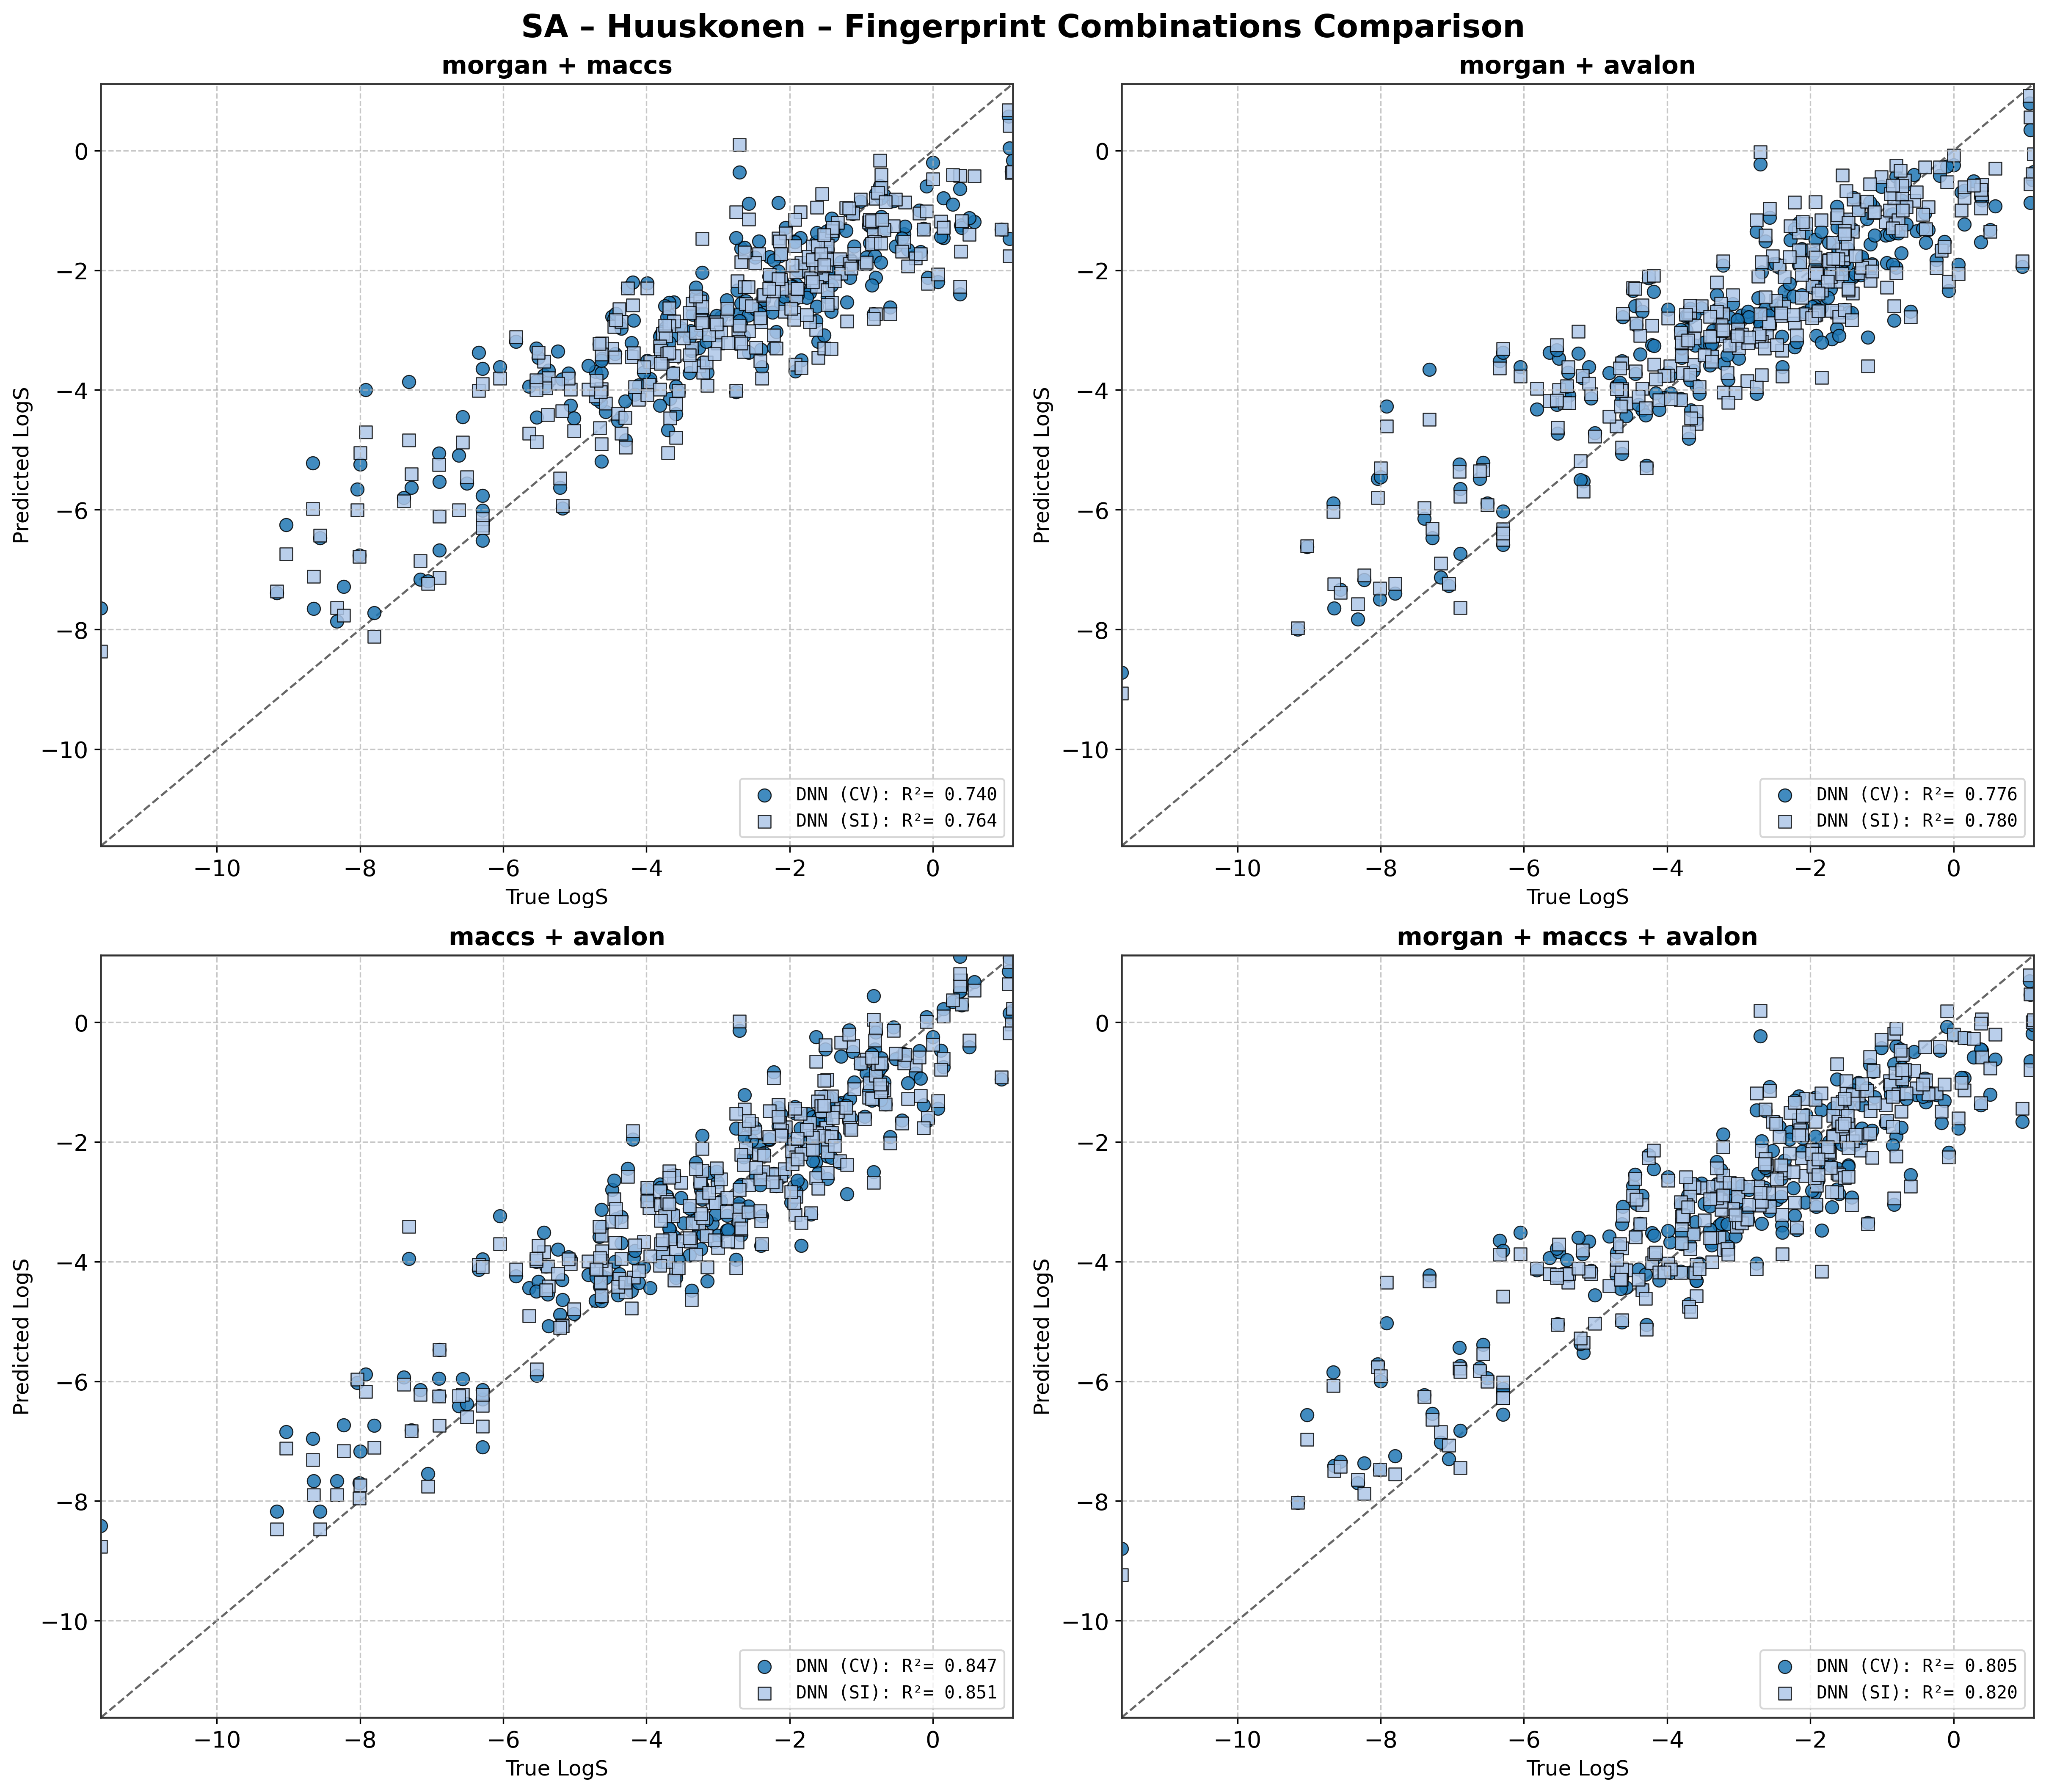 SA – Huuskonen – Fingerprint Combinations Comparison
morgan + maccs
0
−2
−4
−6
−8
−10
Predicted LogS
DNN (CV): R²= 0.740
DNN (SI): R²= 0.764
−10 −8 −6 −4 −2 0
True LogS
morgan + avalon
0
−2
−4
−6
−8
−10
Predicted LogS
DNN (CV): R²= 0.776
DNN (SI): R²= 0.780
−10 −8 −6 −4 −2 0
True LogS
maccs + avalon
0
−2
−4
−6
−8
−10
Predicted LogS
DNN (CV): R²= 0.847
DNN (SI): R²= 0.851
−10 −8 −6 −4 −2 0
True LogS
morgan + maccs + avalon
0
−2
−4
−6
−8
−10
Predicted LogS
DNN (CV): R²= 0.805
DNN (SI): R²= 0.820
−10 −8 −6 −4 −2 0
True LogS